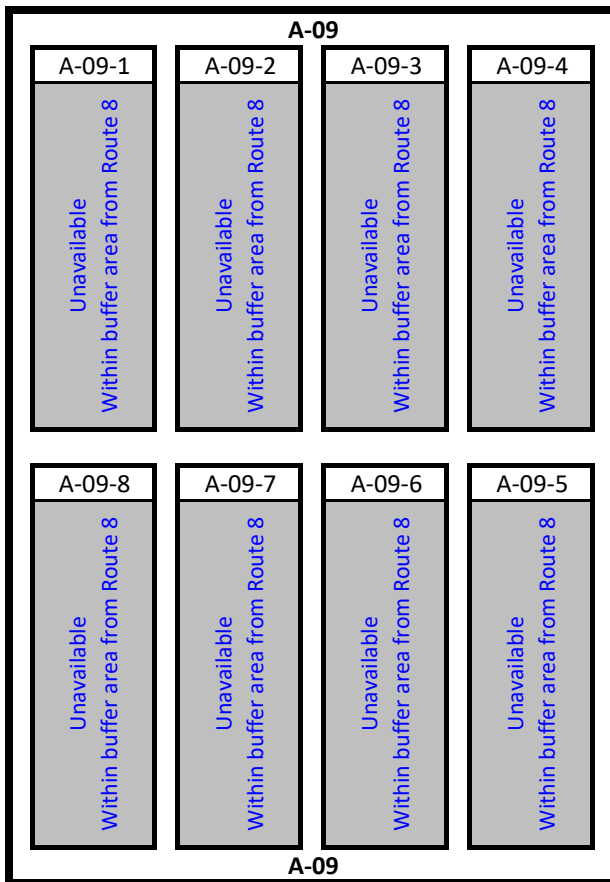 A-09
A-09-1
A-09-2
A-09-3
A-09-4
Unavailable
Within buffer area from Route 8
Unavailable
Within buffer area from Route 8
Unavailable
Within buffer area from Route 8
Unavailable
Within buffer area from Route 8
A-09-8
A-09-7
A-09-6
A-09-5
Unavailable
Within buffer area from Route 8
Unavailable
Within buffer area from Route 8
Unavailable
Within buffer area from Route 8
Unavailable
Within buffer area from Route 8
A-09